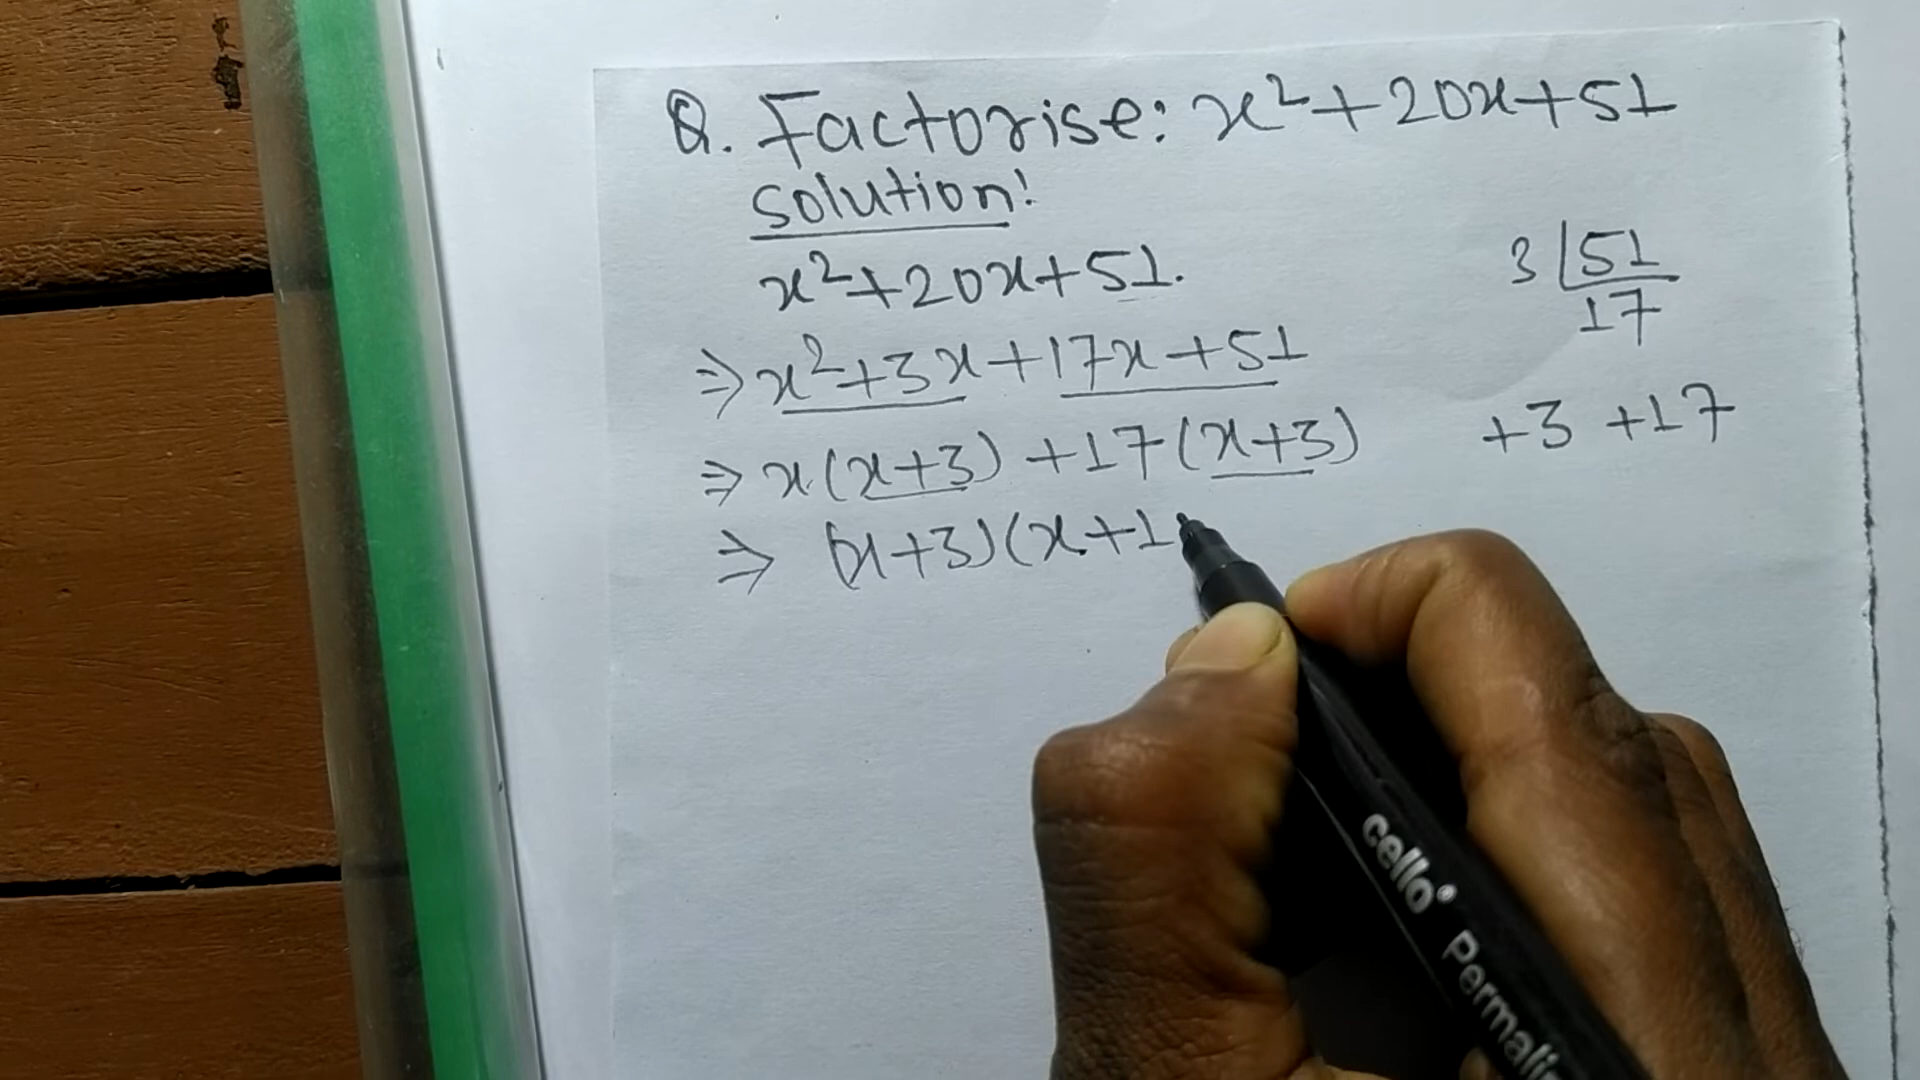 Q. Factorise: x²+20x+51
solution!
x²+20x+51.
⇒ x²+3x+17x+51
⇒ x(x+3)+17(x+3)
⇒ (x+3)(x+1
3 51
17
+3 +17
cello Permali